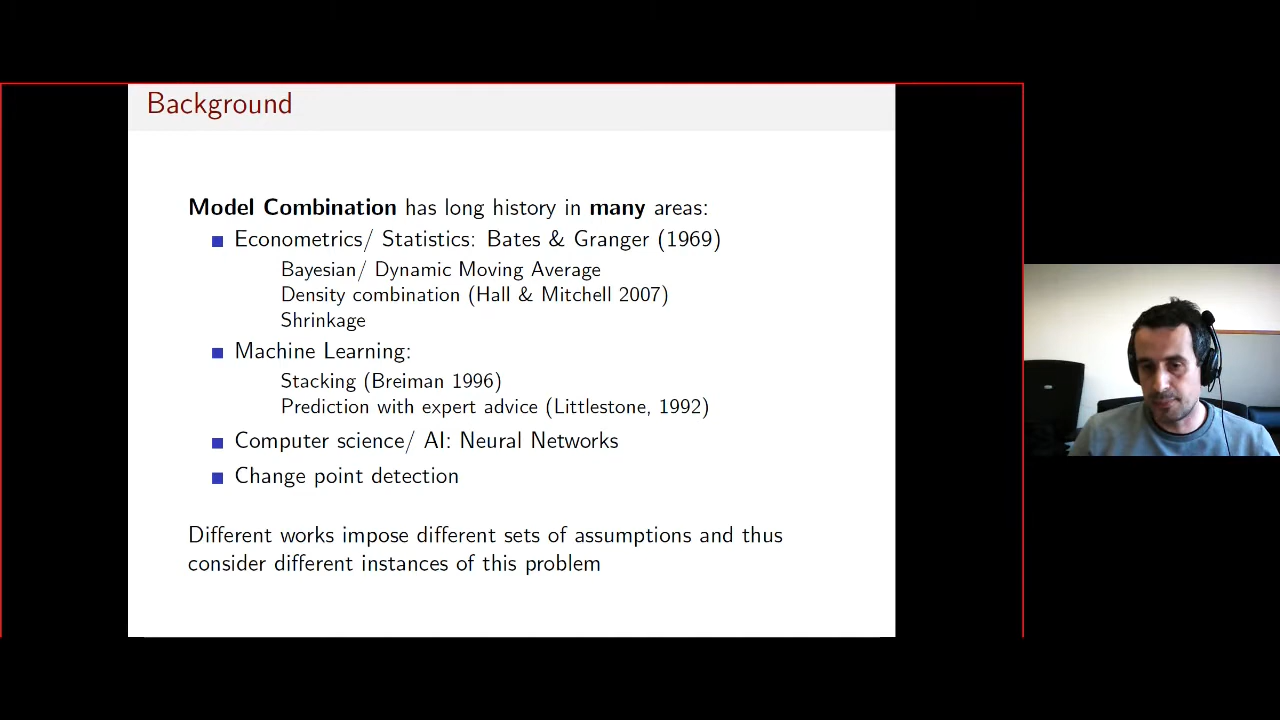 Background
Model Combination has long history in many areas:
Econometrics/ Statistics: Bates & Granger (1969)
Bayesian/ Dynamic Moving Average
Density combination (Hall & Mitchell 2007)
Shrinkage
Machine Learning:
Stacking (Breiman 1996)
Prediction with expert advice (Littlestone, 1992)
Computer science/ AI: Neural Networks
Change point detection
Different works impose different sets of assumptions and thus
consider different instances of this problem